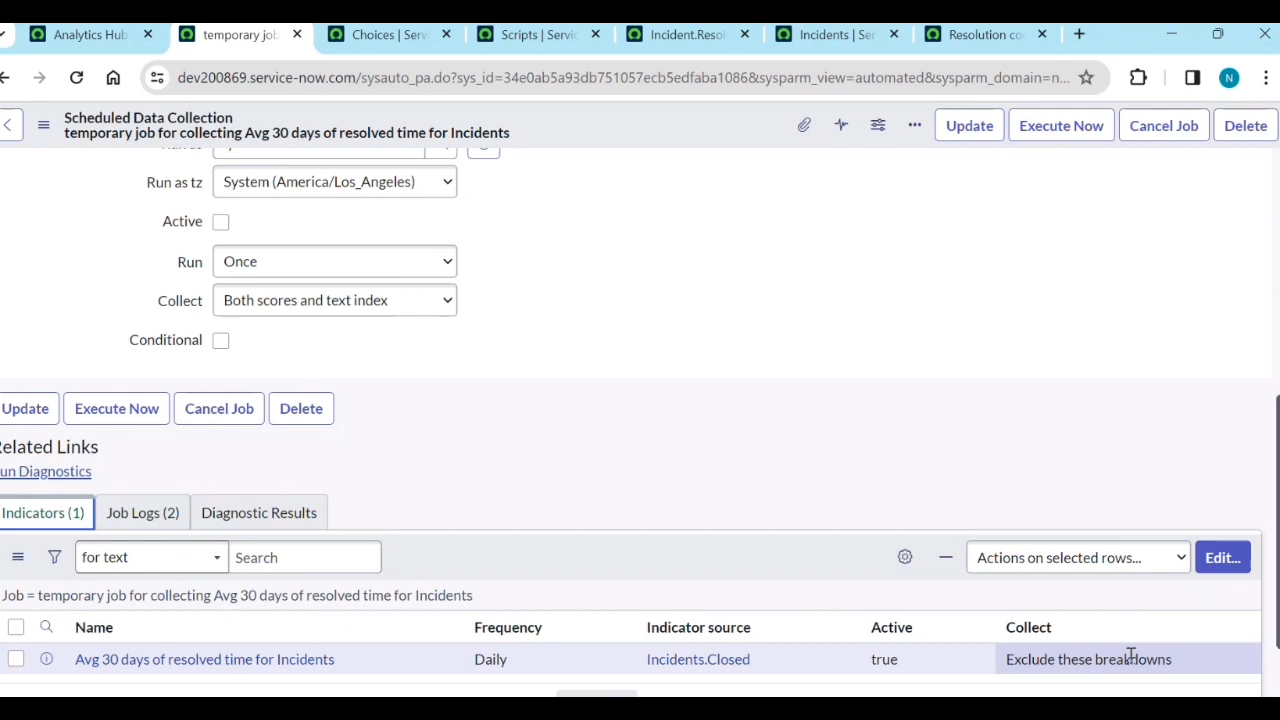 Analytics Hub
temporary job
Choices | Serv
Scripts | Servic
Incident.Resol
Incidents | Ser
Resolution co
dev200869.service-now.com/sysauto_pa.do?sys_id=34e0ab5a93db751057ecb5edfaba1086&sysparm_view=automated&sysparm_domain=n...
N
Scheduled Data Collection
temporary job for collecting Avg 30 days of resolved time for Incidents
Update Execute Now Cancel Job Delete
Run as tz System (America/Los_Angeles)
Active
Run Once
Collect Both scores and text index
Conditional
Update Execute Now Cancel Job Delete
elated Links
un Diagnostics
Indicators (1) Job Logs (2) Diagnostic Results
for text Search Actions on selected rows... Edit...
Job = temporary job for collecting Avg 30 days of resolved time for Incidents
Name Frequency Indicator source Active Collect
Avg 30 days of resolved time for Incidents Daily Incidents.Closed true Exclude these breakdowns